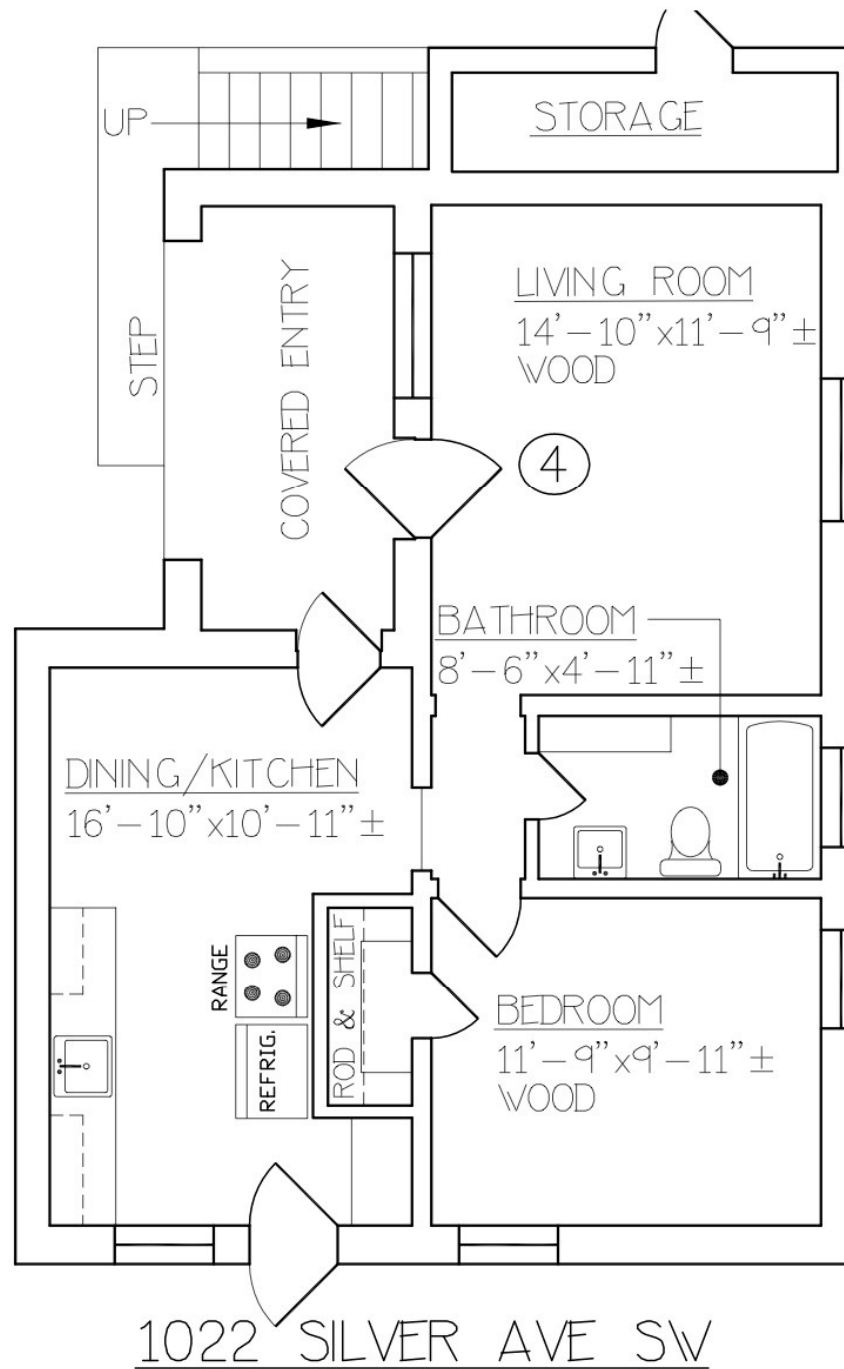 UP
STORAGE
STEP
COVERED ENTRY
LIVING ROOM
14'-10"x11'-9"±
WOOD
4
BATHROOM
8'-6"x4'-11"±
DINING/KITCHEN
16'-10"x10'-11"±
RANGE
REFRIG.
ROD & SHELF
BEDROOM
11'-9"x9'-11"±
WOOD
1022 SILVER AVE SW